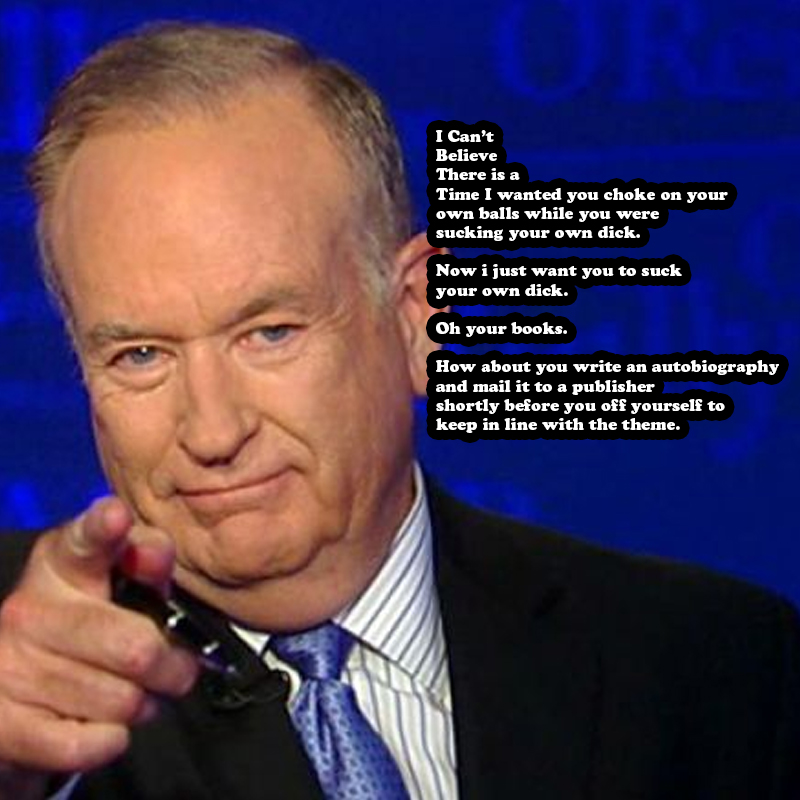 I Can't
Believe
There is a
Time I wanted you choke on your
own balls while you were
sucking your own dick.
Now i just want you to suck
your own dick.
Oh your books.
How about you write an autobiography
and mail it to a publisher
shortly before you off yourself to
keep in line with the theme.